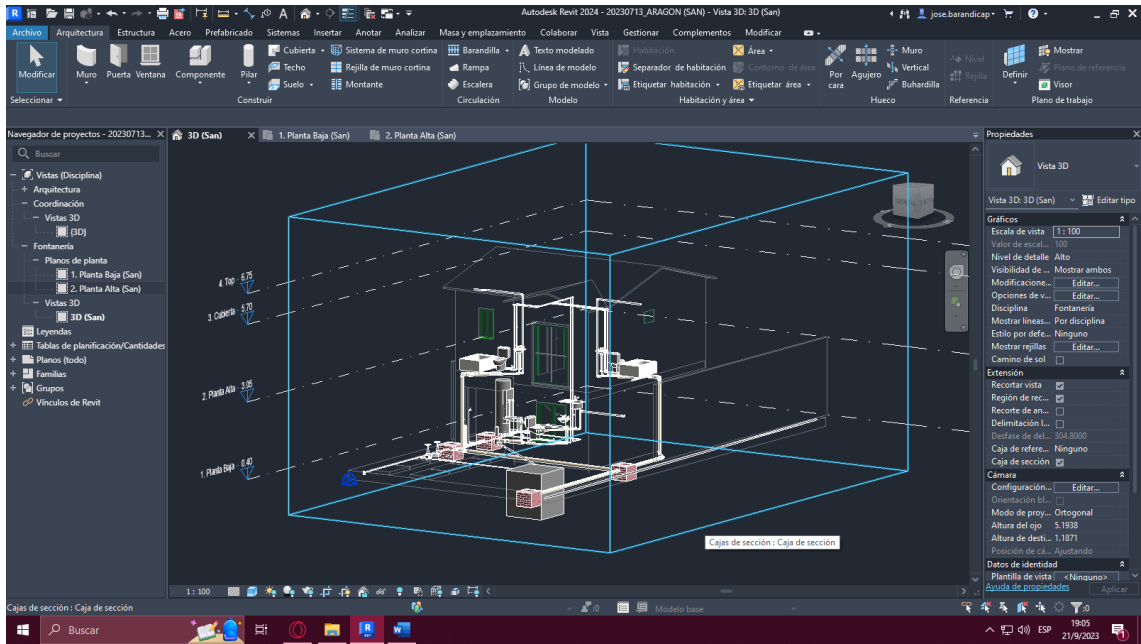 Autodesk Revit 2024 - 20230713_ARAGON (SAN) - Vista 3D: 3D (San)
jose.barandicap
Archivo Arquitectura Estructura Acero Prefabricado Sistemas Insertar Anotar Analizar Masa y emplazamiento Colaborar Vista Gestionar Complementos Modificar
Modificar
Muro Puerta Ventana Componente Pilar
Cubierta
Techo
Suelo
Sistema de muro cortina
Rejilla de muro cortina
Montante
Barandilla
Rampa
Escalera
Texto modelado
Línea de modelo
Grupo de modelo
Habitación
Separador de habitación
Etiquetar habitación
Área
Contorno de área
Etiquetar área
Por cara
Agujero
Muro
Vertical
Buhardilla
Nivel
Rejilla
Definir
Mostrar
Plano de referencia
Visor
Seleccionar Construir Circulación Modelo Habitación y área Hueco Referencia Plano de trabajo
Navegador de proyectos - 20230713...
3D (San) 1. Planta Baja (San) 2. Planta Alta (San)
Buscar
Vistas (Disciplina)
Arquitectura
Coordinación
Vistas 3D
{3D}
Fontanería
Planos de planta
1. Planta Baja (San)
2. Planta Alta (San)
Vistas 3D
3D (San)
Leyendas
Tablas de planificación/Cantidades
Planos (todo)
Familias
Grupos
Vínculos de Revit
4. Top 6.75
3. Cubierta 5.70
2. Planta Alta 3.05
1. Planta Baja 0.40
Cajas de sección : Caja de sección
Propiedades
Vista 3D
Vista 3D: 3D (San) Editar tipo
Gráficos
Escala de vista 1 : 100
Valor de escal... 100
Nivel de detalle Alto
Visibilidad de ... Mostrar ambos
Modificacione... Editar...
Opciones de v... Editar...
Disciplina Fontanería
Mostrar líneas... Por disciplina
Estilo por defe... Ninguno
Mostrar rejillas Editar...
Camino de sol
Extensión
Recortar vista
Región de rec...
Recorte de an...
Delimitación l...
Desfase de del... 304.8000
Caja de refere... Ninguno
Caja de sección
Cámara
Configuración... Editar...
Orientación bl...
Modo de proy... Ortogonal
Altura del ojo 5.1938
Altura de desti... 1.1871
Posición de cá... Ajustando
Datos de identidad
Plantilla de vista <Ninguno>
Ayuda de propiedades Aplicar
1 : 100
Cajas de sección : Caja de sección
:0 Modelo base
:0
Buscar
ESP
19:05
21/9/2023